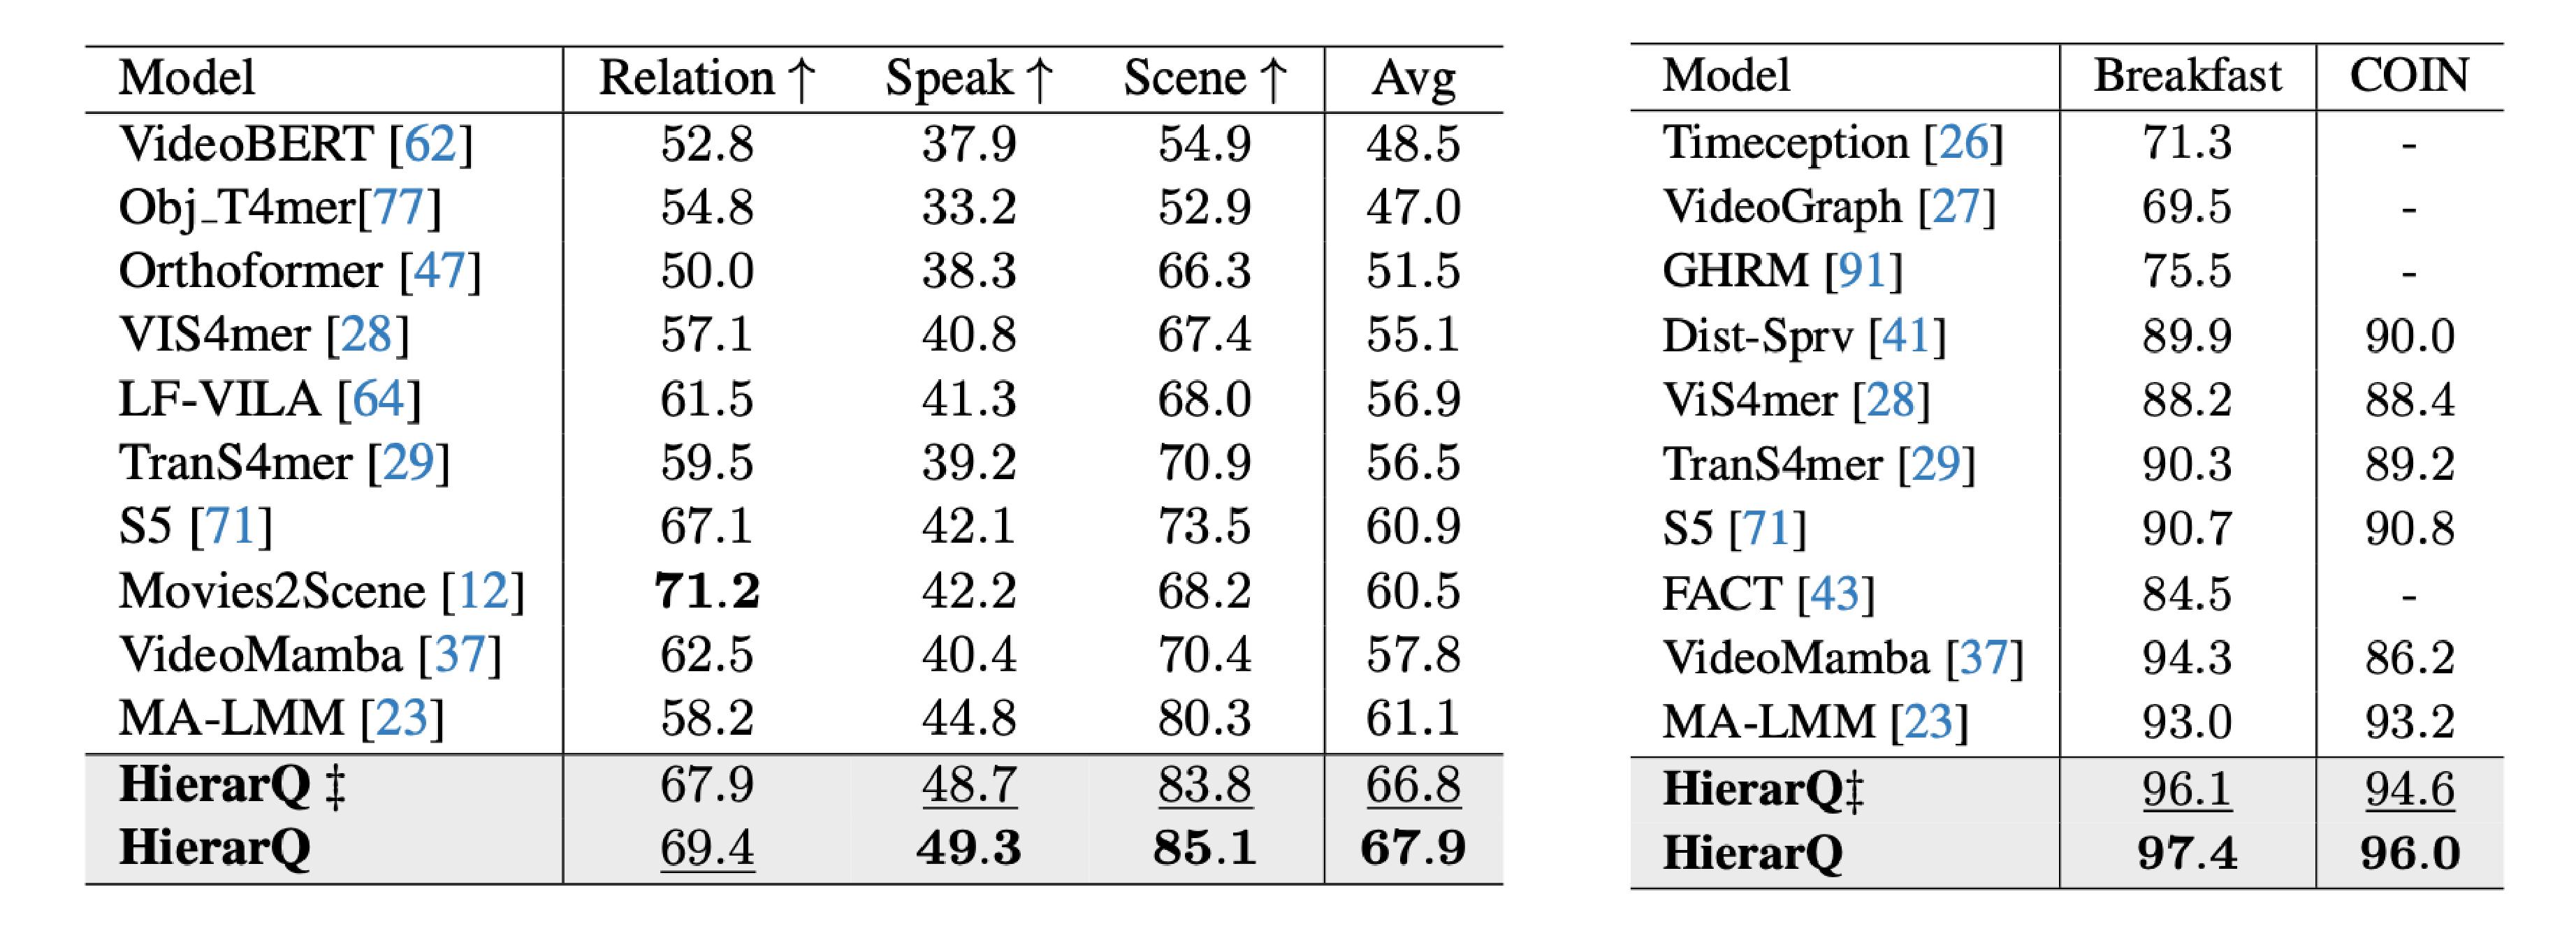 Model Relation ↑ Speak ↑ Scene ↑ Avg
VideoBERT [62] 52.8 37.9 54.9 48.5
Obj_T4mer[77] 54.8 33.2 52.9 47.0
Orthoformer [47] 50.0 38.3 66.3 51.5
VIS4mer [28] 57.1 40.8 67.4 55.1
LF-VILA [64] 61.5 41.3 68.0 56.9
TranS4mer [29] 59.5 39.2 70.9 56.5
S5 [71] 67.1 42.1 73.5 60.9
Movies2Scene [12] 71.2 42.2 68.2 60.5
VideoMamba [37] 62.5 40.4 70.4 57.8
MA-LMM [23] 58.2 44.8 80.3 61.1
HierarQ ‡ 67.9 48.7 83.8 66.8
HierarQ 69.4 49.3 85.1 67.9
Model Breakfast COIN
Timeception [26] 71.3 -
VideoGraph [27] 69.5 -
GHRM [91] 75.5 -
Dist-Sprv [41] 89.9 90.0
ViS4mer [28] 88.2 88.4
TranS4mer [29] 90.3 89.2
S5 [71] 90.7 90.8
FACT [43] 84.5 -
VideoMamba [37] 94.3 86.2
MA-LMM [23] 93.0 93.2
HierarQ‡ 96.1 94.6
HierarQ 97.4 96.0